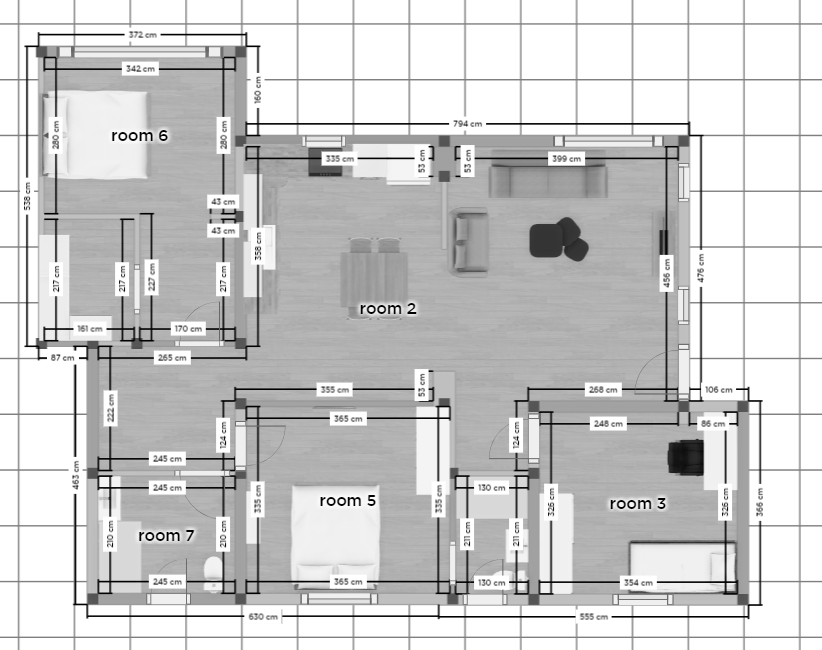 372 cm
342 cm
160 cm
794 cm
280 cm
room 6
280 cm
335 cm
53 cm
53 cm
399 cm
538 cm
43 cm
43 cm
358 cm
456 cm
476 cm
217 cm
217 cm
227 cm
217 cm
room 2
161 cm
170 cm
87 cm
265 cm
355 cm
53 cm
268 cm
106 cm
222 cm
124 cm
365 cm
124 cm
248 cm
86 cm
245 cm
463 cm
245 cm
130 cm
335 cm
room 5
335 cm
326 cm
room 3
326 cm
366 cm
210 cm
room 7
210 cm
211 cm
211 cm
245 cm
365 cm
130 cm
354 cm
630 cm
555 cm